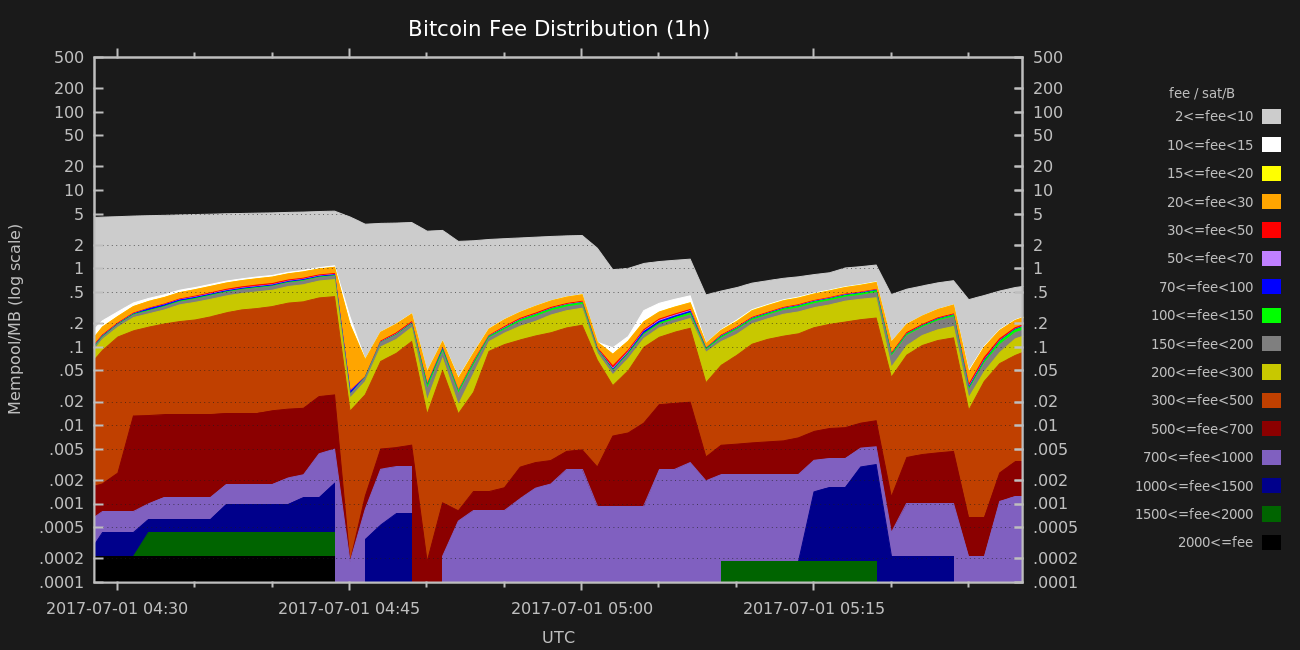 Bitcoin Fee Distribution (1h)
Mempool/MB (log scale)
500
200
100
50
20
10
5
2
1
.5
.2
.1
.05
.02
.01
.005
.002
.001
.0005
.0002
.0001
500
200
100
50
20
10
5
2
1
.5
.2
.1
.05
.02
.01
.005
.002
.001
.0005
.0002
.0001
2017-07-01 04:30 2017-07-01 04:45 2017-07-01 05:00 2017-07-01 05:15
UTC
fee / sat/B
2<=fee<10
10<=fee<15
15<=fee<20
20<=fee<30
30<=fee<50
50<=fee<70
70<=fee<100
100<=fee<150
150<=fee<200
200<=fee<300
300<=fee<500
500<=fee<700
700<=fee<1000
1000<=fee<1500
1500<=fee<2000
2000<=fee